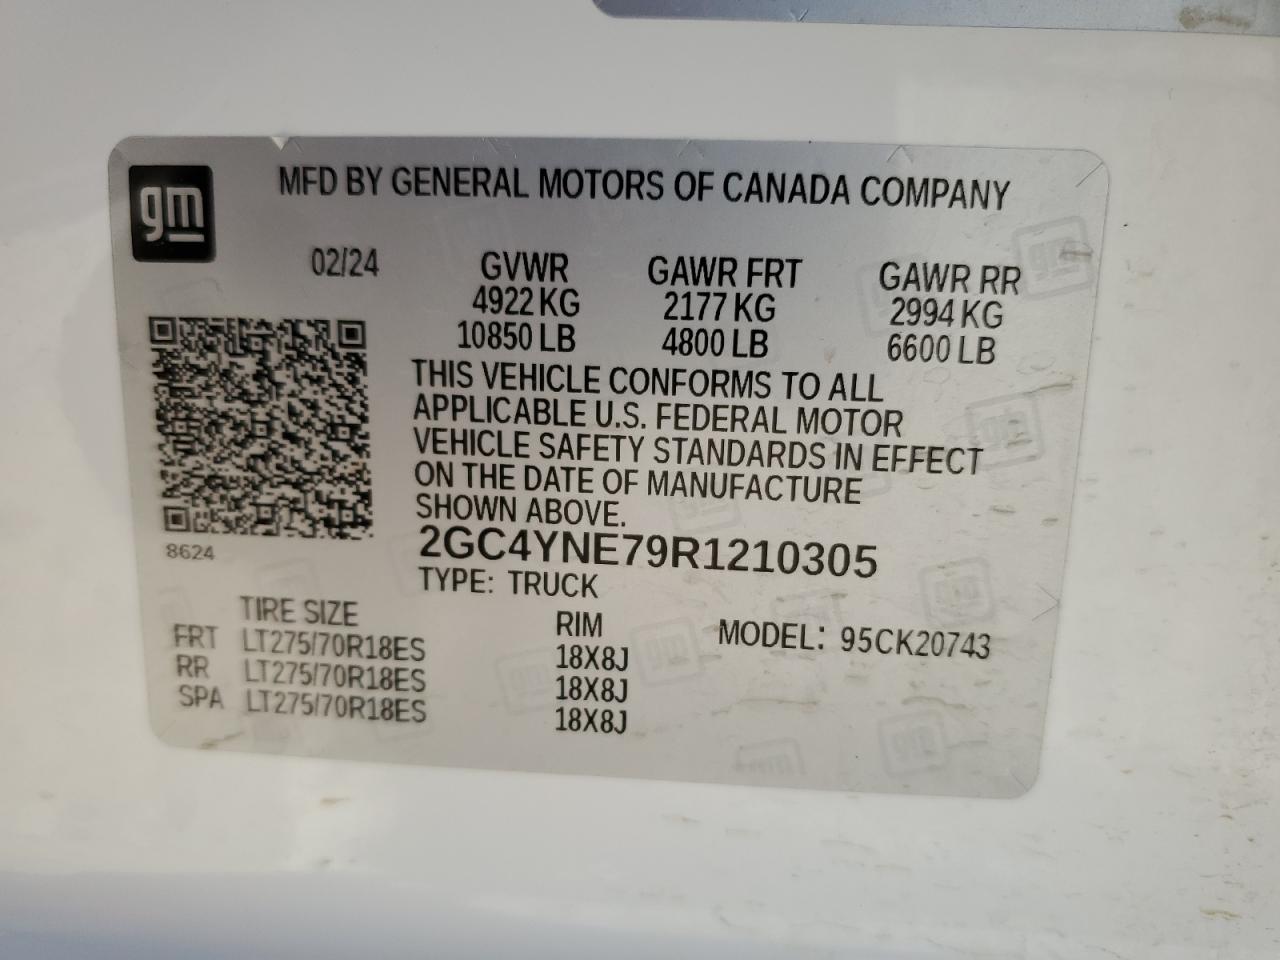 gm
MFD BY GENERAL MOTORS OF CANADA COMPANY
02/24 GVWR GAWR FRT GAWR RR
4922 KG 2177 KG 2994 KG
10850 LB 4800 LB 6600 LB
THIS VEHICLE CONFORMS TO ALL
APPLICABLE U.S. FEDERAL MOTOR
VEHICLE SAFETY STANDARDS IN EFFECT
ON THE DATE OF MANUFACTURE
SHOWN ABOVE.
8624
2GC4YNE79R1210305
TYPE: TRUCK
TIRE SIZE RIM MODEL: 95CK20743
FRT LT275/70R18ES 18X8J
RR LT275/70R18ES 18X8J
SPA LT275/70R18ES 18X8J